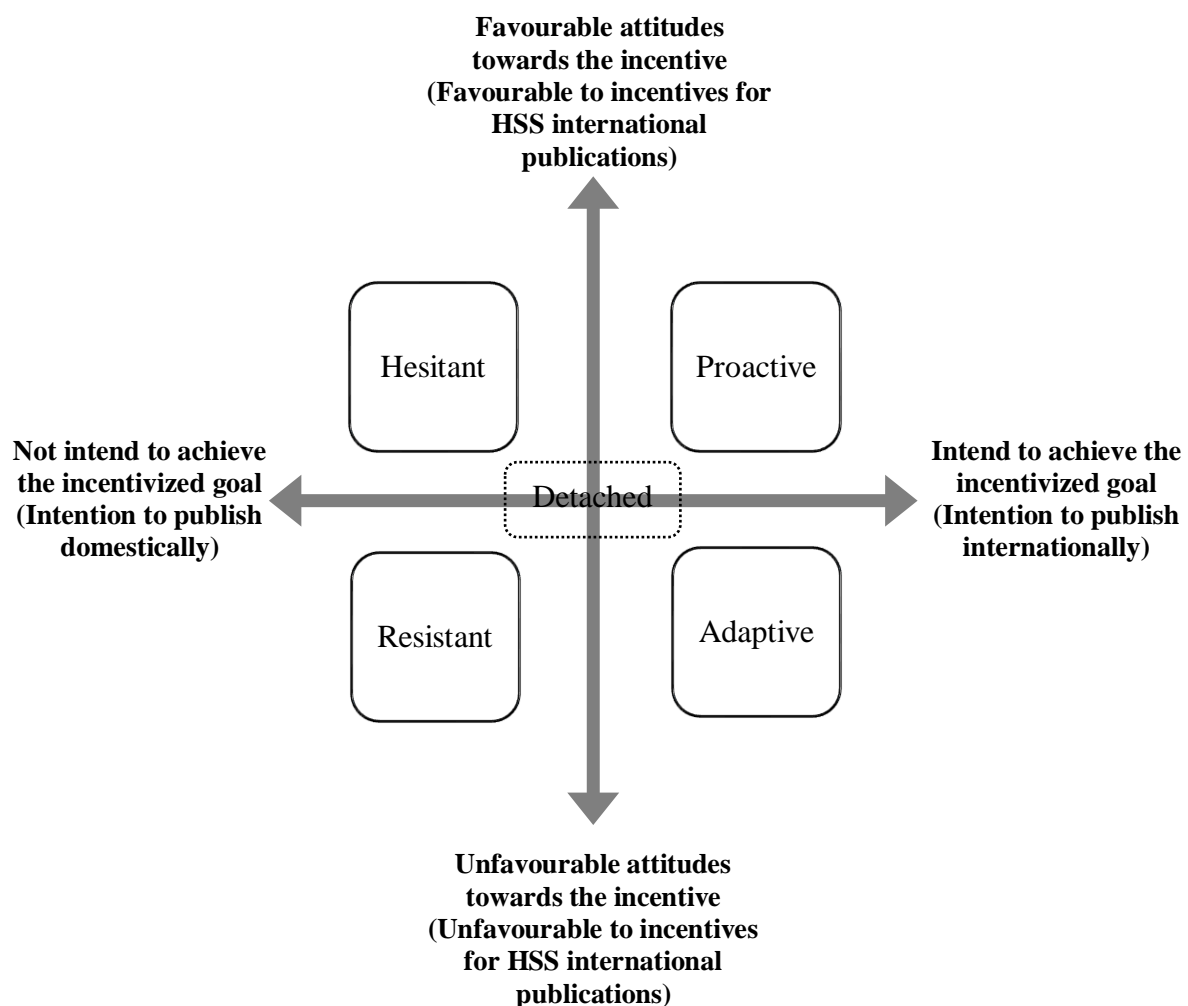 Favourable attitudes
towards the incentive
(Favourable to incentives for
HSS international
publications)
Hesitant
Proactive
Not intend to achieve
the incentivized goal
(Intention to publish
domestically)
Detached
Intend to achieve the
incentivized goal
(Intention to publish
internationally)
Resistant
Adaptive
Unfavourable attitudes
towards the incentive
(Unfavourable to incentives
for HSS international
publications)